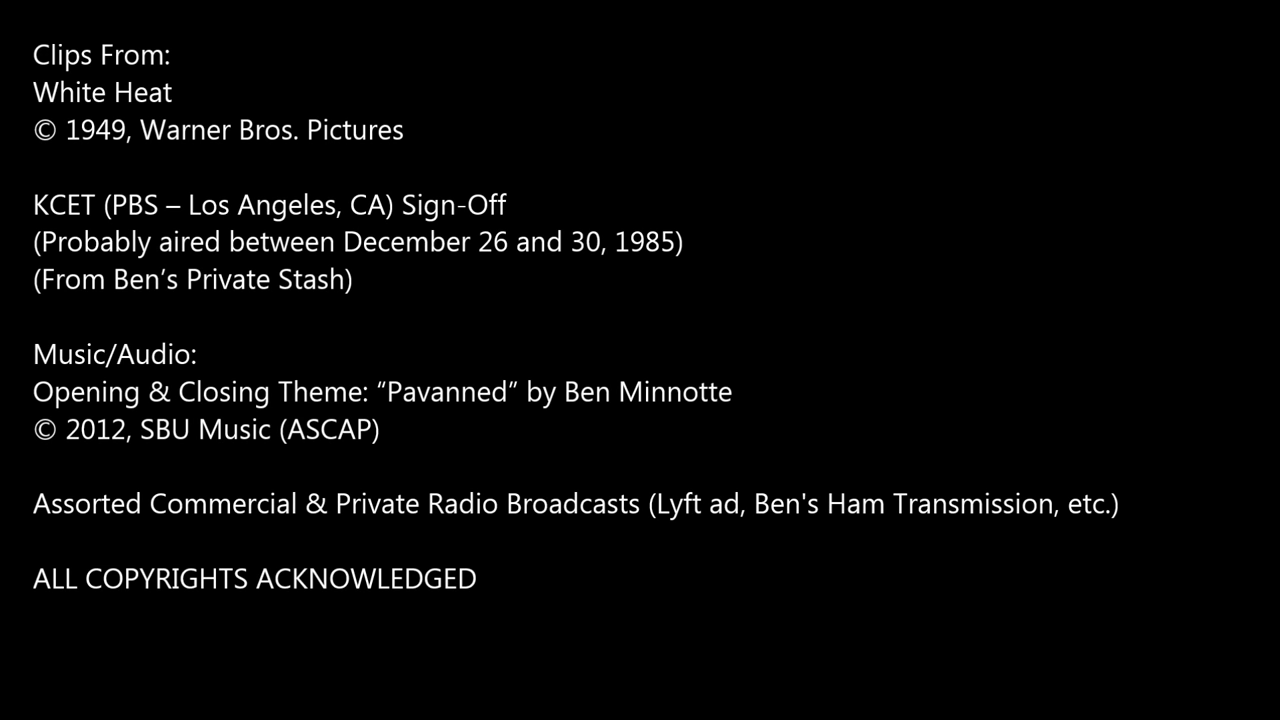 Clips From:
White Heat
© 1949, Warner Bros. Pictures
KCET (PBS – Los Angeles, CA) Sign-Off
(Probably aired between December 26 and 30, 1985)
(From Ben’s Private Stash)
Music/Audio:
Opening & Closing Theme: “Pavanned” by Ben Minnotte
© 2012, SBU Music (ASCAP)
Assorted Commercial & Private Radio Broadcasts (Lyft ad, Ben's Ham Transmission, etc.)
ALL COPYRIGHTS ACKNOWLEDGED